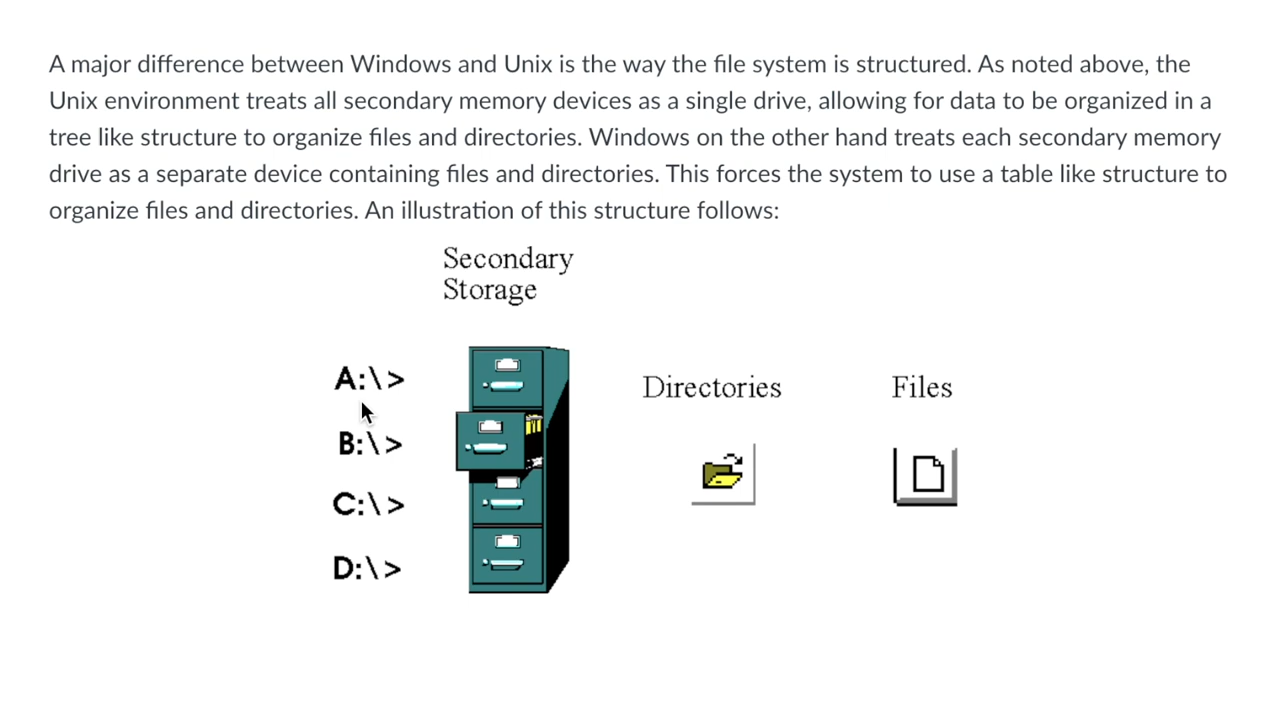 A major difference between Windows and Unix is the way the file system is structured. As noted above, the
Unix environment treats all secondary memory devices as a single drive, allowing for data to be organized in a
tree like structure to organize files and directories. Windows on the other hand treats each secondary memory
drive as a separate device containing files and directories. This forces the system to use a table like structure to
organize files and directories. An illustration of this structure follows:
Secondary
Storage
A:\>
B:\>
C:\>
D:\>
Directories
Files